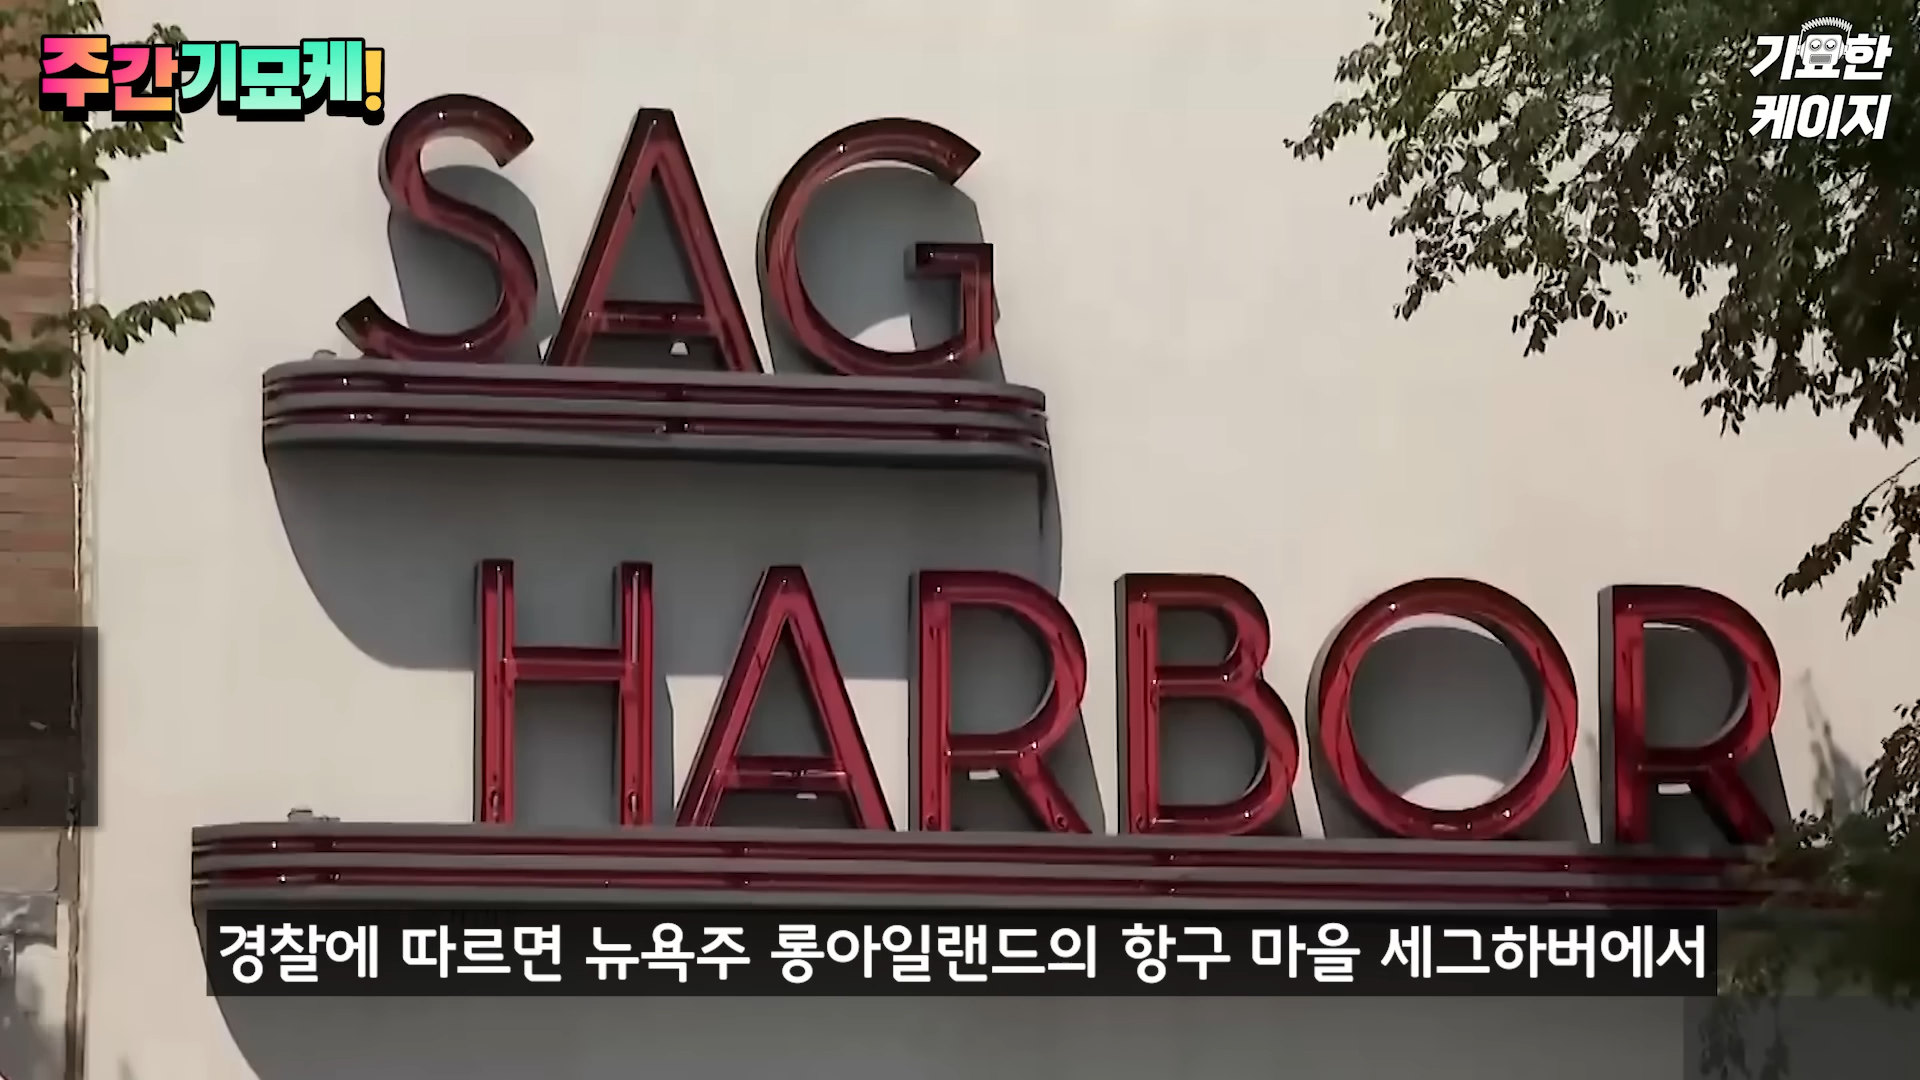 주간기묘케!
기묘한
케이지
SAG
HARBOR
경찰에 따르면 뉴욕주 롱아일랜드의 항구 마을 세그하버에서